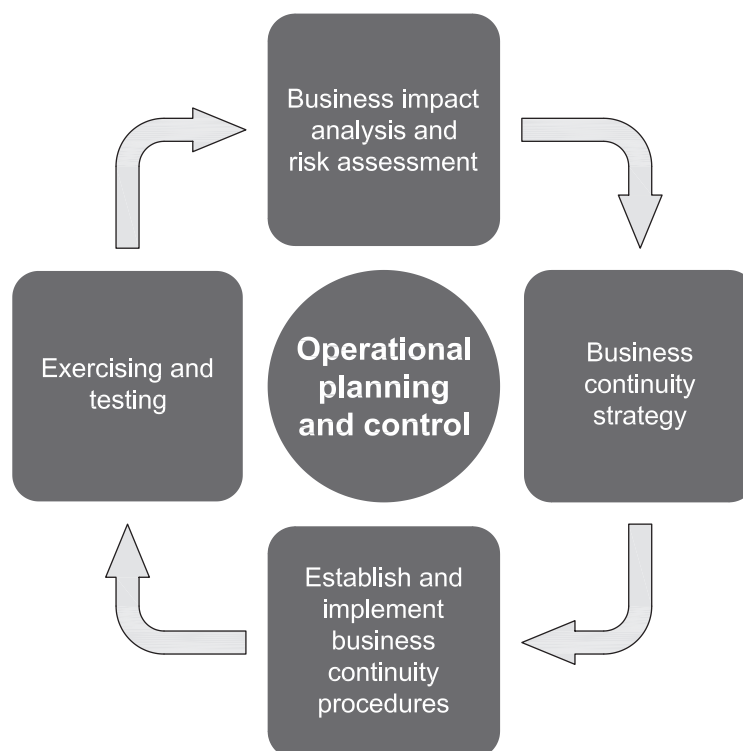 Business impact
analysis and
risk assessment
Exercising and
testing
Operational
planning
and control
Business
continuity
strategy
Establish and
implement
business
continuity
procedures